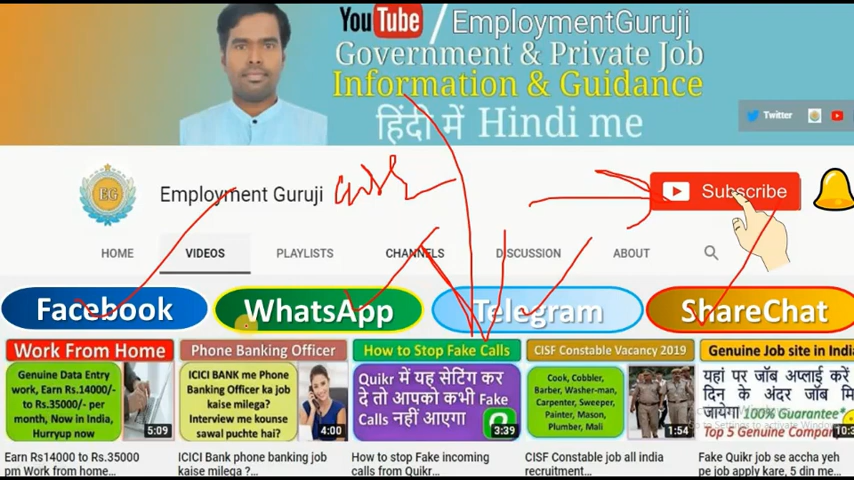 YouTube /EmploymentGuruji
Government & Private Job
Information & Guidance
हिंदी में Hindi me
Twitter
EG
Employment Guruji
Subscribe
HOME VIDEOS PLAYLISTS CHANNELS DISCUSSION ABOUT
Facebook WhatsApp Telegram ShareChat
Work From Home
Genuine Data Entry
work, Earn Rs.14000/-
to Rs.35000/- per
month, Now in India,
Hurryup now
5:09
Earn Rs14000 to Rs.35000
pm Work from home...
Phone Banking Officer
ICICI BANK me Phone
Banking Officer ka job
kaise milega?
Interview me kounse
sawal puchte hai?
4:00
ICICI Bank phone banking job
kaise milega ?...
How to Stop Fake Calls
Quikr में यह सेटिंग कर
दे तो आपको कभी Fake
Calls नहीं आएगा
3:39
How to stop Fake incoming
calls from Quikr...
CISF Constable Vacancy 2019
Cook, Cobbler,
Barber, Washer-man,
Carpenter, Sweeper,
Painter, Mason,
Plumber, Mali
1:54
CISF Constable job all india
recruitment...
Genuine Job site in India
यहां पर जॉब अप्लाई करें
दिन के अंदर जॉब मि
जायेगा 100% Guarantee*
Top 5 Genuine Compan
10:3
Fake Quikr job se accha yeh
pe job apply kare, 5 din me...